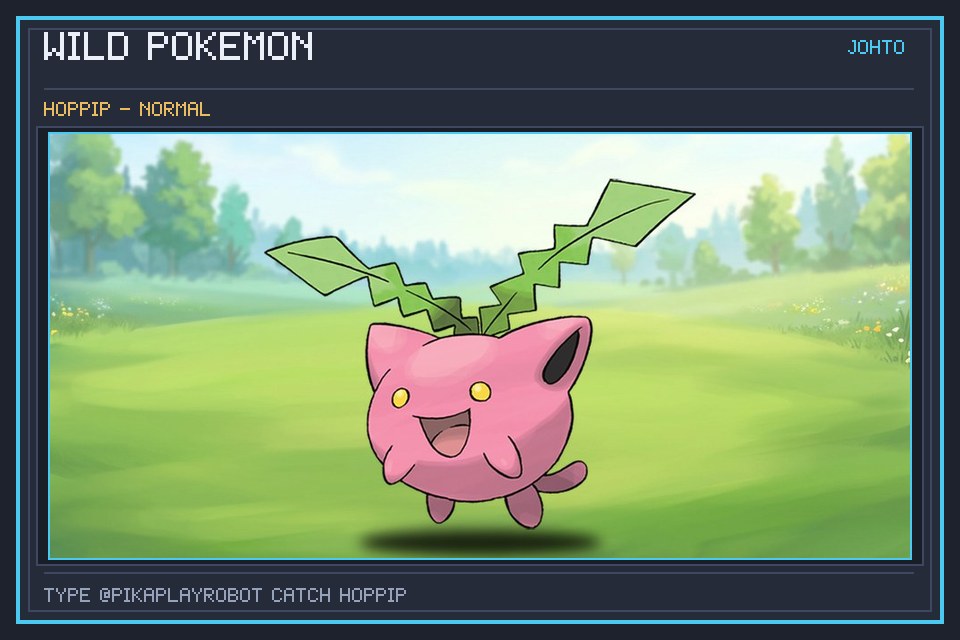 WILD POKEMON
JOHTO
HOPPIP - NORMAL
TYPE @PIKAPLAYROBOT CATCH HOPPIP